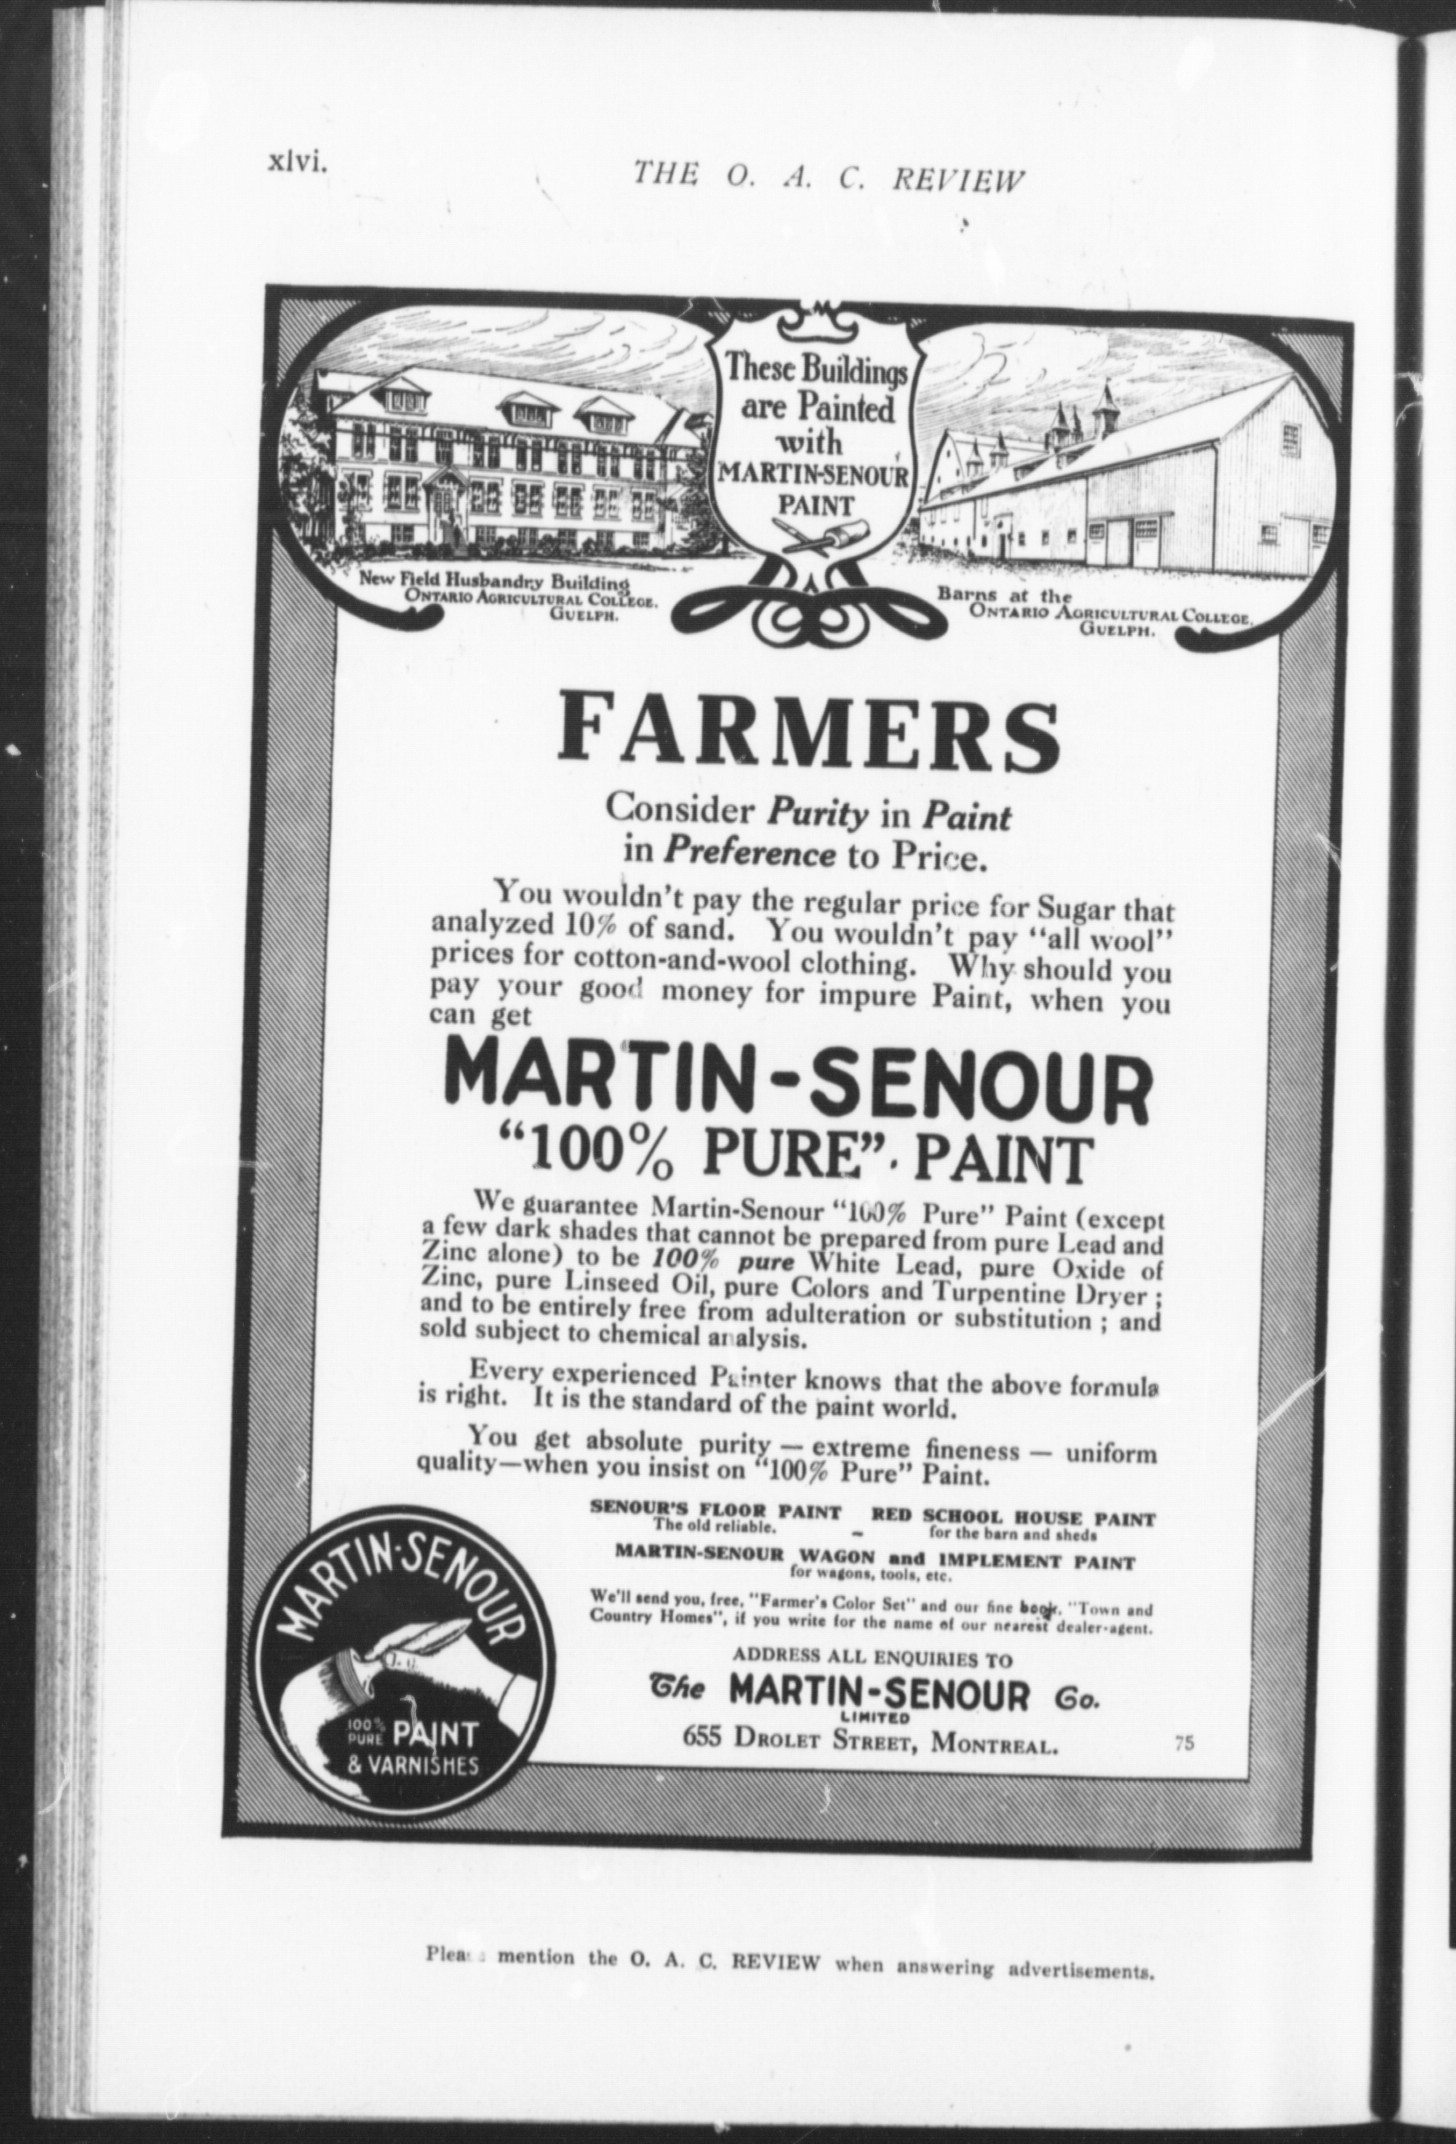 xlvi.
THE O. A. C. REVIEW
These Buildings
are Painted
with
MARTIN-SENOUR
PAINT
New Field Husbandry Building
ONTARIO AGRICULTURAL COLLEGE.
GUELPH.
Barns at the
ONTARIO AGRICULTURAL COLLEGE,
GUELPH.
FARMERS
Consider Purity in Paint
in Preference to Price.
You wouldn't pay the regular price for Sugar that
analyzed 10% of sand. You wouldn't pay "all wool"
prices for cotton-and-wool clothing. Why should you
pay your good money for impure Paint, when you
can get
MARTIN-SENOUR
"100% PURE" PAINT
We guarantee Martin-Senour "100% Pure" Paint (except
a few dark shades that cannot be prepared from pure Lead and
Zinc alone) to be 100% pure White Lead, pure Oxide of
Zinc, pure Linseed Oil, pure Colors and Turpentine Dryer ;
and to be entirely free from adulteration or substitution ; and
sold subject to chemical analysis.
Every experienced Painter knows that the above formula
is right. It is the standard of the paint world.
You get absolute purity — extreme fineness — uniform
quality—when you insist on "100% Pure" Paint.
SENOUR'S FLOOR PAINT RED SCHOOL HOUSE PAINT
The old reliable. – for the barn and sheds
MARTIN-SENOUR WAGON and IMPLEMENT PAINT
for wagons, tools, etc.
We'll send you, free, "Farmer's Color Set" and our fine book, "Town and
Country Homes", if you write for the name of our nearest dealer-agent.
ADDRESS ALL ENQUIRIES TO
The MARTIN-SENOUR Co.
LIMITED
655 DROLET STREET, MONTREAL.
75
MARTIN-SENOUR
100% PURE PAINT
& VARNISHES
Please mention the O. A. C. REVIEW when answering advertisements.